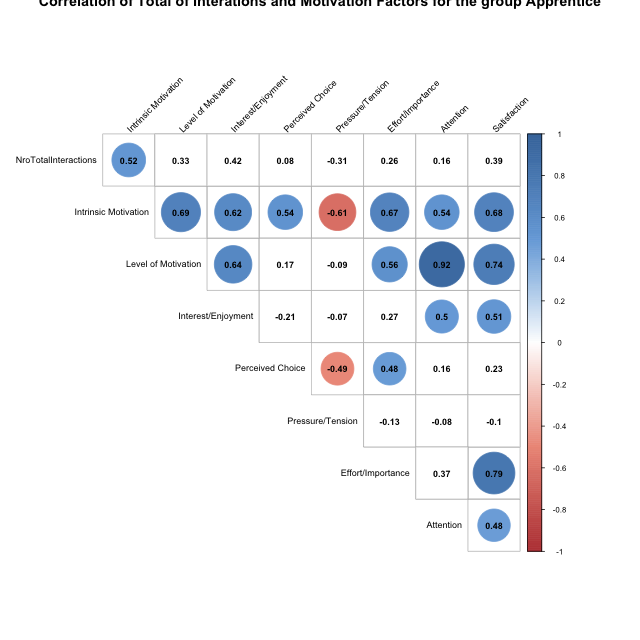 Correlation of Total of Interations and Motivation Factors for the group Apprentice
Intrinsic Motivation
Level of Motivation
Interest/Enjoyment
Perceived Choice
Pressure/Tension
Effort/Importance
Attention
Satisfaction
NroTotalInteractions 0.52 0.33 0.42 0.08 -0.31 0.26 0.16 0.39
Intrinsic Motivation 0.69 0.62 0.54 -0.61 0.67 0.54 0.68
Level of Motivation 0.64 0.17 -0.09 0.56 0.92 0.74
Interest/Enjoyment -0.21 -0.07 0.27 0.5 0.51
Perceived Choice -0.49 0.48 0.16 0.23
Pressure/Tension -0.13 -0.08 -0.1
Effort/Importance 0.37 0.79
Attention 0.48
1
0.8
0.6
0.4
0.2
0
-0.2
-0.4
-0.6
-0.8
-1